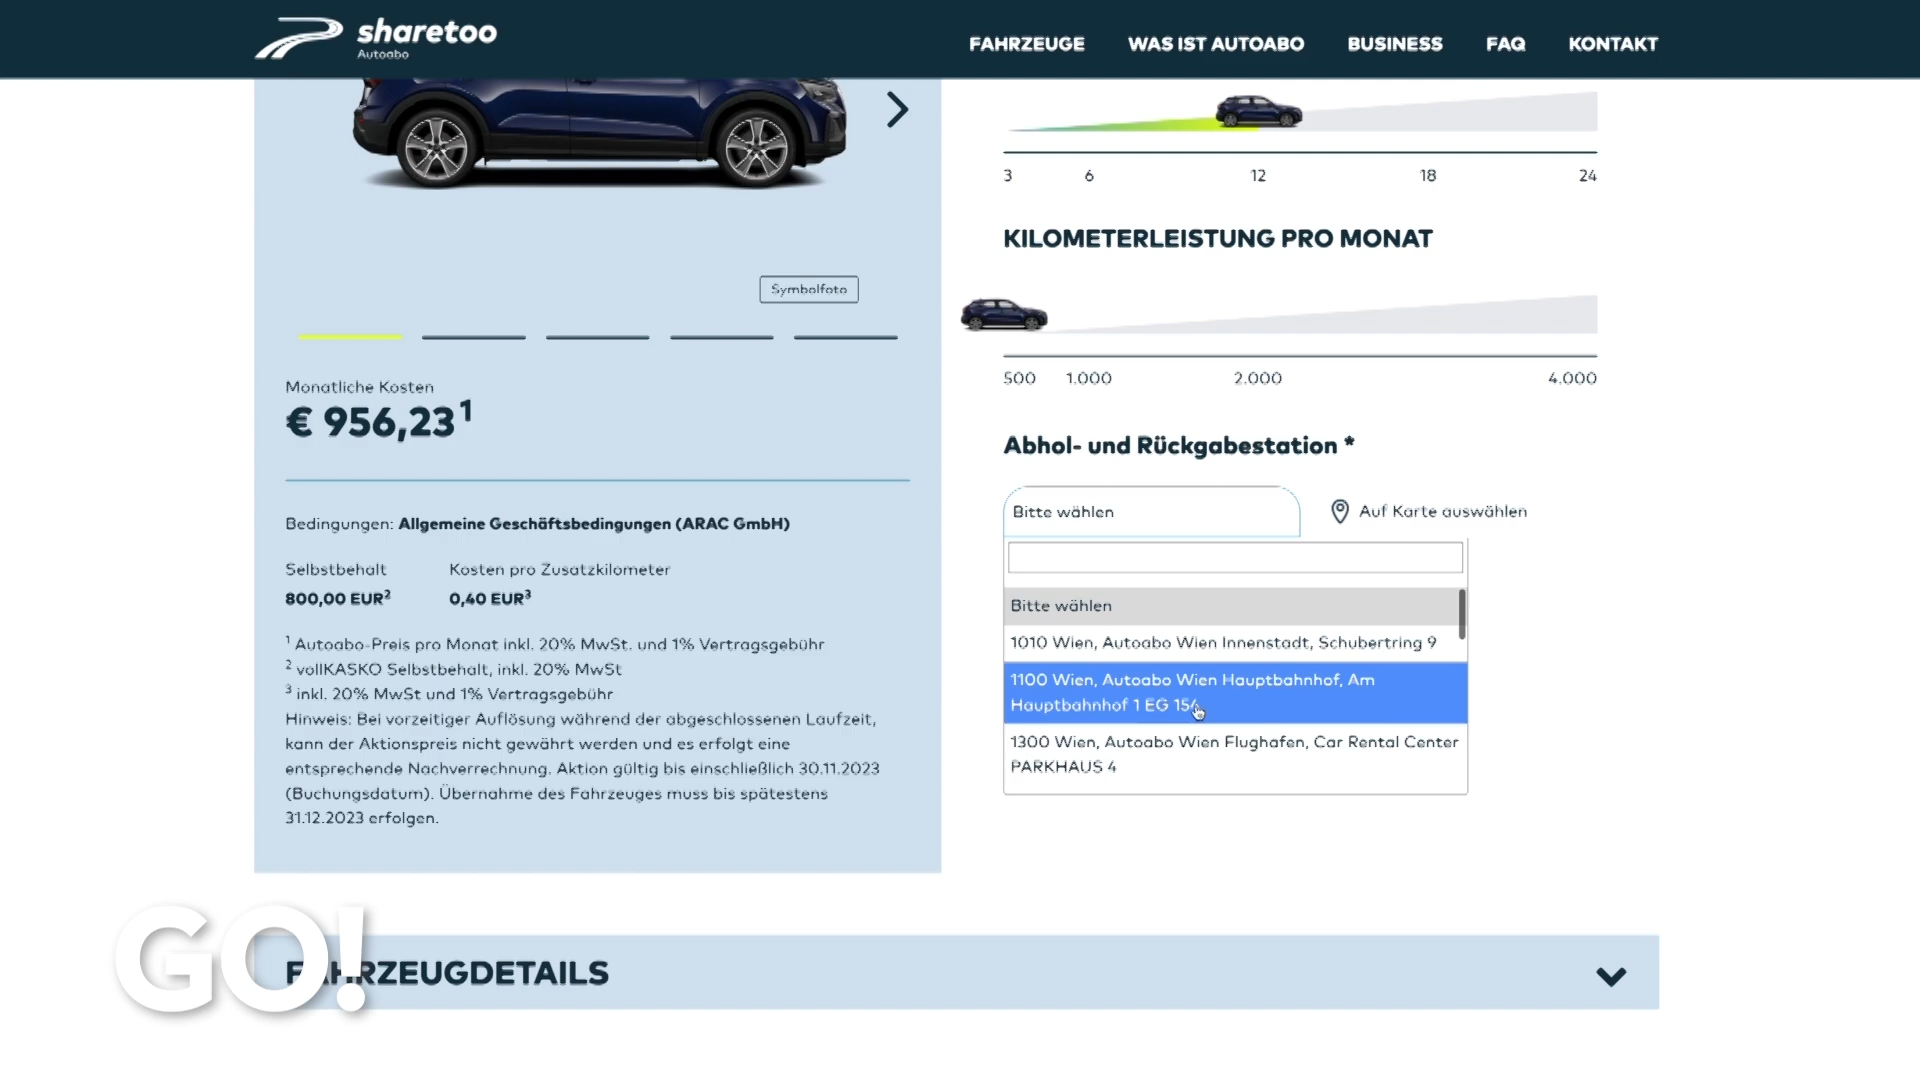 sharetoo
Autoabo
FAHRZEUGE
WAS IST AUTOABO
BUSINESS
FAQ
KONTAKT
Symbolfoto
Monatliche Kosten
€ 956,23¹
Bedingungen: Allgemeine Geschäftsbedingungen (ARAC GmbH)
Selbstbehalt
800,00 EUR²
Kosten pro Zusatzkilometer
0,40 EUR³
¹ Autoabo-Preis pro Monat inkl. 20% MwSt. und 1% Vertragsgebühr
² vollKASKO Selbstbehalt, inkl. 20% MwSt
³ inkl. 20% MwSt und 1% Vertragsgebühr
Hinweis: Bei vorzeitiger Auflösung während der abgeschlossenen Laufzeit,
kann der Aktionspreis nicht gewährt werden und es erfolgt eine
entsprechende Nachverrechnung. Aktion gültig bis einschließlich 30.11.2023
(Buchungsdatum). Übernahme des Fahrzeuges muss bis spätestens
31.12.2023 erfolgen.
3 6 12 18 24
KILOMETERLEISTUNG PRO MONAT
500 1.000 2.000 4.000
Abhol- und Rückgabestation *
Bitte wählen
Auf Karte auswählen
Bitte wählen
1010 Wien, Autoabo Wien Innenstadt, Schubertring 9
1100 Wien, Autoabo Wien Hauptbahnhof, Am
Hauptbahnhof 1 EG 154
1300 Wien, Autoabo Wien Flughafen, Car Rental Center
PARKHAUS 4
GO!
FAHRZEUGDETAILS